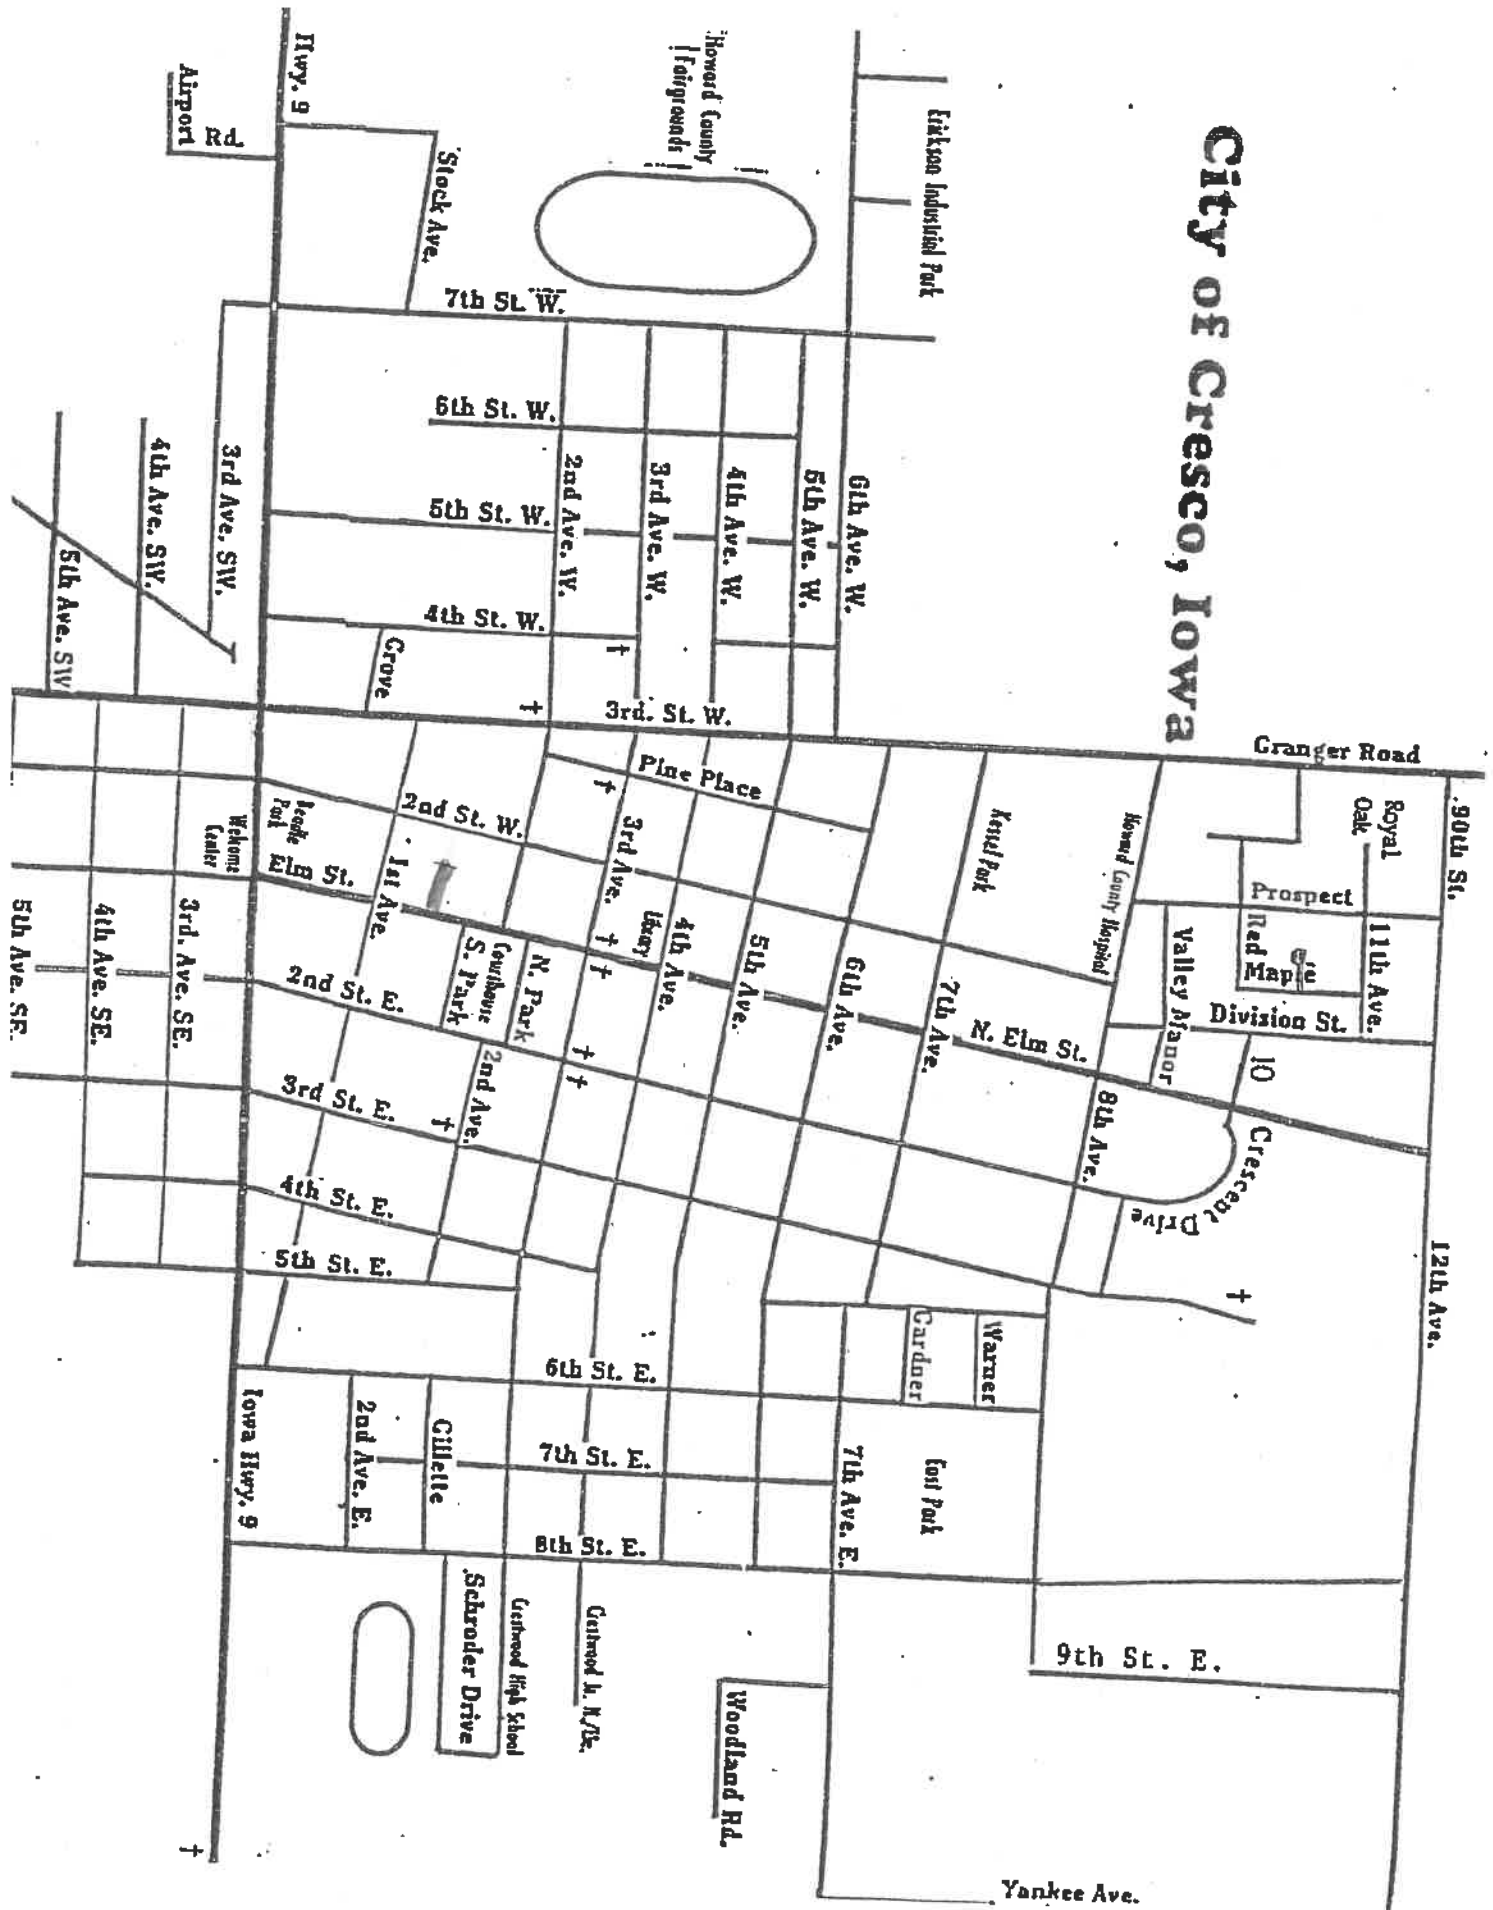 City of Cresco, Iowa
Hwy. 9
Airport Rd.
Stock Ave.
Howard County
Fairgrounds
Erickson Industrial Park
7th St. W.
6th St. W.
5th St. W.
4th St. W.
3rd. St. W.
2nd Ave. W.
3rd Ave. W.
4th Ave. W.
5th Ave. W.
6th Ave. W.
3rd Ave. SW.
4th Ave. SW.
5th Ave. SW
Grove
Granger Road
90th St.
Royal
Oak
Prospect
Red
Maple
11th Ave.
Division St.
Valley Manor
Howard County Hospital
Kessel Park
Pine Place
2nd St. W.
Beadle
Park
Welcome
Center
Elm St.
1st Ave.
3rd Ave.
Library
4th Ave.
5th Ave.
6th Ave.
7th Ave.
N. Elm St.
10
Crescent Drive
8th Ave.
12th Ave.
N. Park
Courthouse
S. Park
2nd Ave.
2nd St. E.
3rd St. E.
4th St. E.
5th St. E.
3rd. Ave. SE.
4th Ave. SE.
5th Ave. SE.
Warner
Gardner
6th St. E.
7th St. E.
8th St. E.
Iowa Hwy. 9
2nd Ave. E.
Gillette
7th Ave. E.
East Park
Schroder Drive
Crestwood High School
9th St. E.
Woodland Rd.
Yankee Ave.